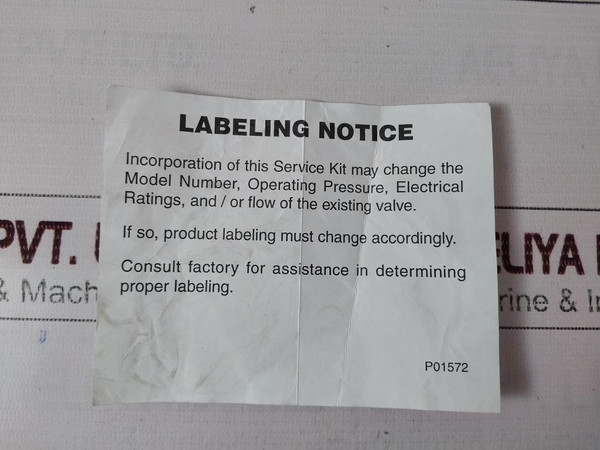 LABELING NOTICE
Incorporation of this Service Kit may change the
Model Number, Operating Pressure, Electrical
Ratings, and / or flow of the existing valve.
If so, product labeling must change accordingly.
Consult factory for assistance in determining
proper labeling.
P01572
PVT.
ELIYA
& Mach
rine & In